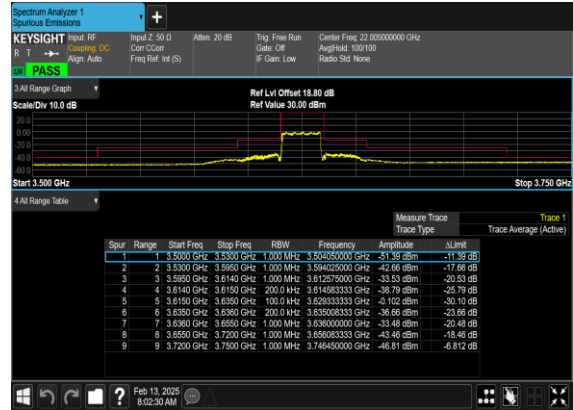 Spectrum Analyzer 1
Spurious Emissions
KEYSIGHT Input: RF Input Z: 50 Ω Atten: 20 dB Trig: Free Run Center Freq: 22.005000000 GHz
R T Coupling: DC Corr CCorr Gate: Off Avg|Hold: 100/100
Align: Auto Freq Ref: Int (S) IF Gain: Low Radio Std: None
PASS
3 All Range Graph
Ref Lvl Offset 18.80 dB
Scale/Div 10.0 dB Ref Value 30.00 dBm
20.0
0.00
-20.0
-40.0
-60.0
Start 3.500 GHz Stop 3.750 GHz
4 All Range Table
Measure Trace Trace 1
Trace Type Trace Average (Active)
Spur Range Start Freq Stop Freq RBW Frequency Amplitude ΔLimit
1 1 3.5000 GHz 3.5300 GHz 1.000 MHz 3.504050000 GHz -51.39 dBm -11.39 dB
2 2 3.5300 GHz 3.5950 GHz 1.000 MHz 3.594025000 GHz -42.66 dBm -17.66 dB
3 3 3.5950 GHz 3.6140 GHz 1.000 MHz 3.612575000 GHz -33.53 dBm -20.53 dB
4 4 3.6140 GHz 3.6150 GHz 200.0 kHz 3.614583333 GHz -38.79 dBm -25.79 dB
5 5 3.6150 GHz 3.6350 GHz 100.0 kHz 3.629333333 GHz -0.102 dBm -30.10 dB
6 6 3.6350 GHz 3.6360 GHz 200.0 kHz 3.635008333 GHz -36.66 dBm -23.66 dB
7 7 3.6360 GHz 3.6550 GHz 1.000 MHz 3.636000000 GHz -33.48 dBm -20.48 dB
8 8 3.6550 GHz 3.7200 GHz 1.000 MHz 3.656083333 GHz -43.46 dBm -18.46 dB
9 9 3.7200 GHz 3.7500 GHz 1.000 MHz 3.746450000 GHz -46.81 dBm -6.812 dB
? Feb 13, 2025
8:02:30 AM